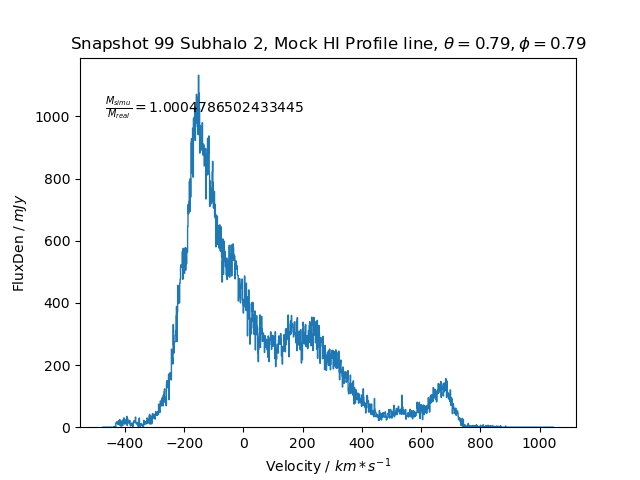 Snapshot 99 Subhalo 2, Mock HI Profile line, θ = 0.79, ϕ = 0.79
M_simu/M_real = 1.0004786502433445
FluxDen / mJy
1000
800
600
400
200
0
−400 −200 0 200 400 600 800 1000
Velocity / km * s⁻¹